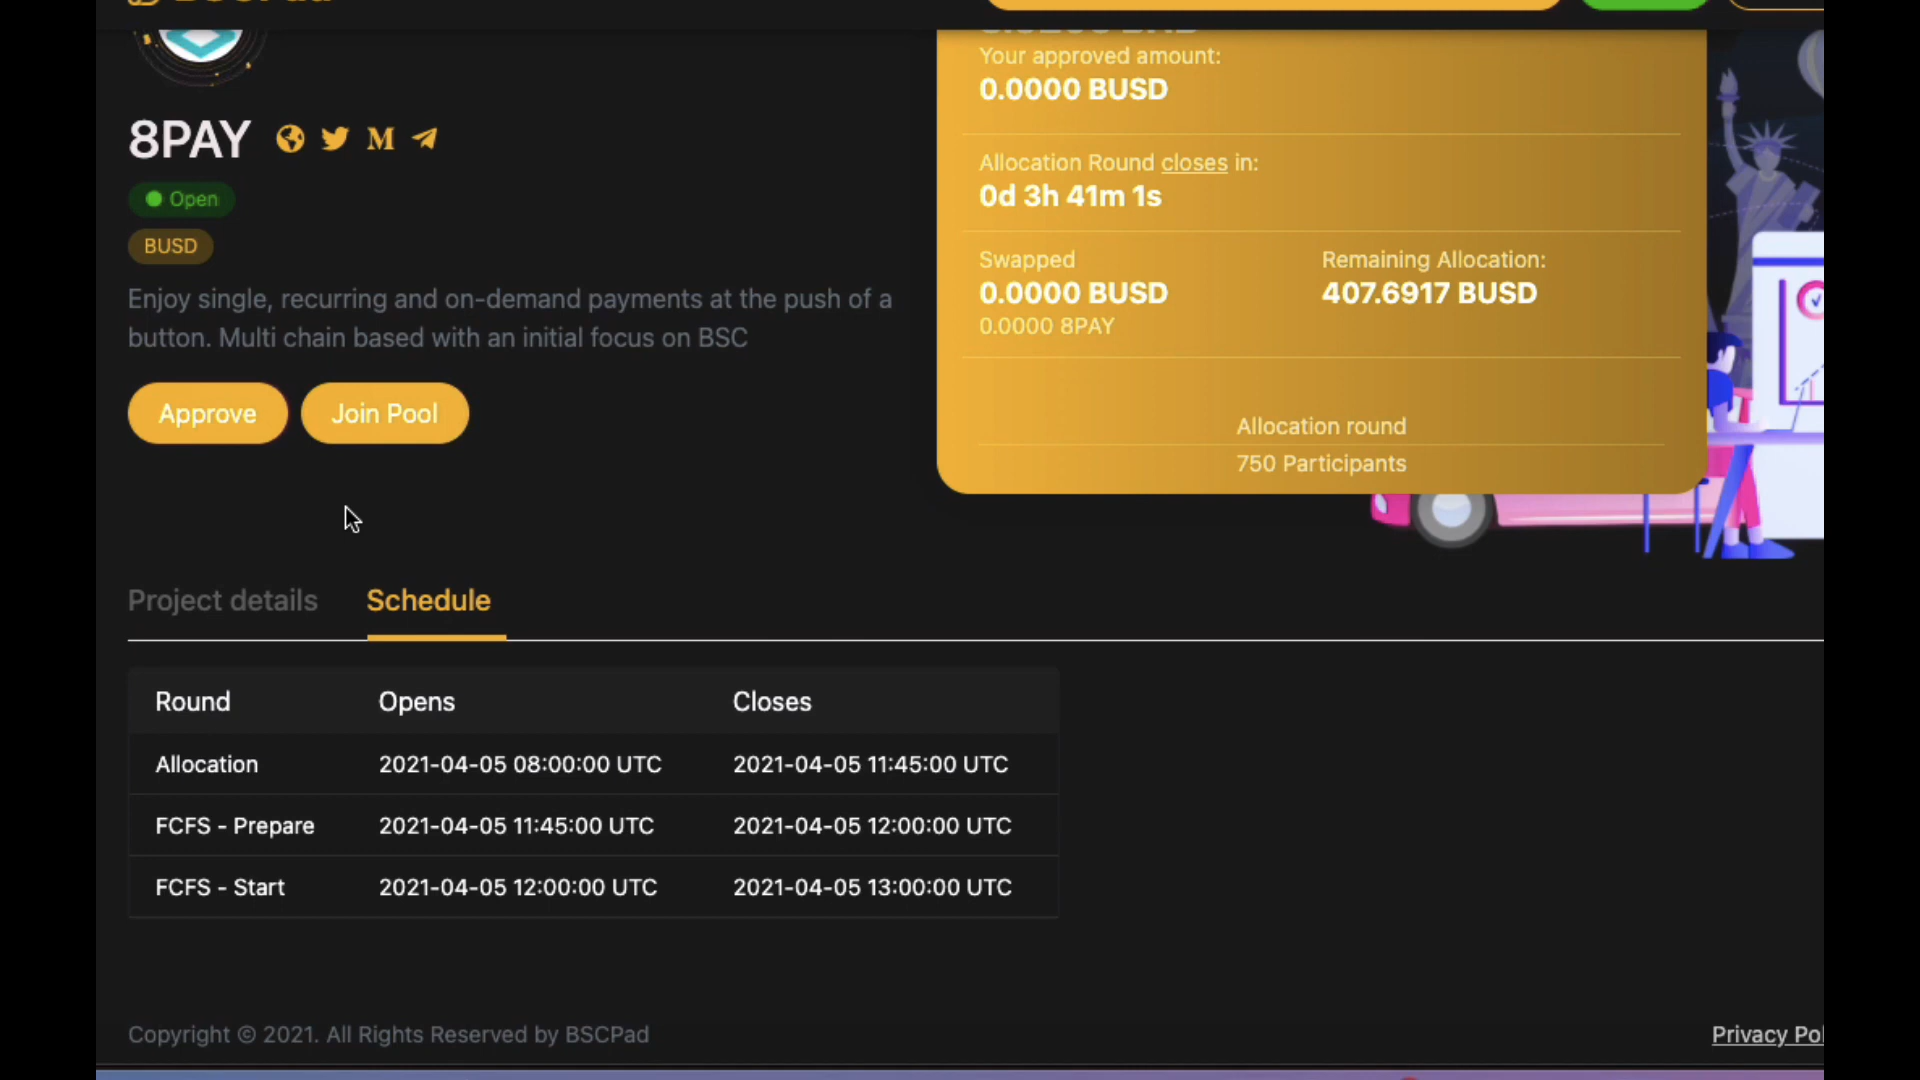 8PAY
Open
BUSD
Enjoy single, recurring and on-demand payments at the push of a
button. Multi chain based with an initial focus on BSC
Approve
Join Pool
Your approved amount:
0.0000 BUSD
Allocation Round closes in:
0d 3h 41m 1s
Swapped
0.0000 BUSD
0.0000 8PAY
Remaining Allocation:
407.6917 BUSD
Allocation round
750 Participants
Project details
Schedule
Round Opens Closes
Allocation 2021-04-05 08:00:00 UTC 2021-04-05 11:45:00 UTC
FCFS - Prepare 2021-04-05 11:45:00 UTC 2021-04-05 12:00:00 UTC
FCFS - Start 2021-04-05 12:00:00 UTC 2021-04-05 13:00:00 UTC
Copyright © 2021. All Rights Reserved by BSCPad
Privacy Pol